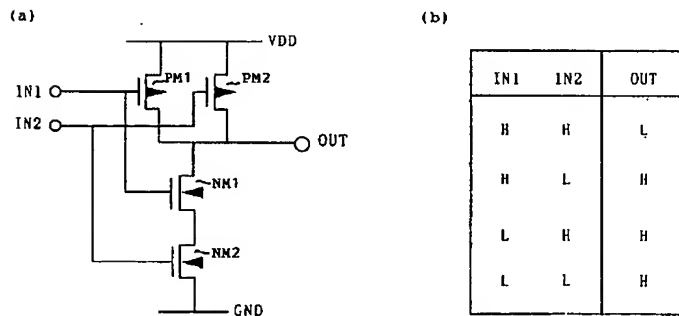 (a)
VDD
PM1
PM2
IN1
IN2
OUT
NM1
NM2
GND
(b)
IN1 IN2 OUT
H H L
H L H
L H H
L L H